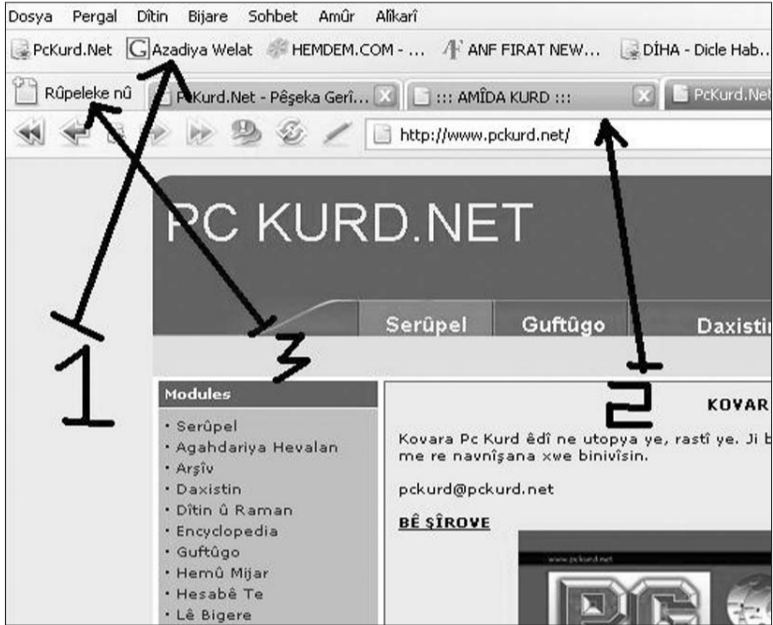 Dosya Pergal Dîtin Bijare Sohbet Amûr Alîkarî
PcKurd.Net Azadiya Welat HEMDEM.COM - ... ANF FIRAT NEW... DİHA - Dicle Hab..
Rûpeleke nû PcKurd.Net - Pêşeka Gerî... ::: AMÎDA KURD ::: PcKurd.Net
http://www.pckurd.net/
PC KURD.NET
Serûpel Guftûgo Daxistin
1 3 2
Modules
• Serûpel
• Agahdariya Hevalan
• Arşîv
• Daxistin
• Dîtin û Raman
• Encyclopedia
• Guftûgo
• Hemû Mijar
• Hesabê Te
• Lê Bigere
KOVAR
Kovara Pc Kurd êdî ne utopya ye, rastî ye. Ji b
me re navnîşana xwe binivîsin.
pckurd@pckurd.net
BÊ ŞÎROVE
www.pckurd.net
PC